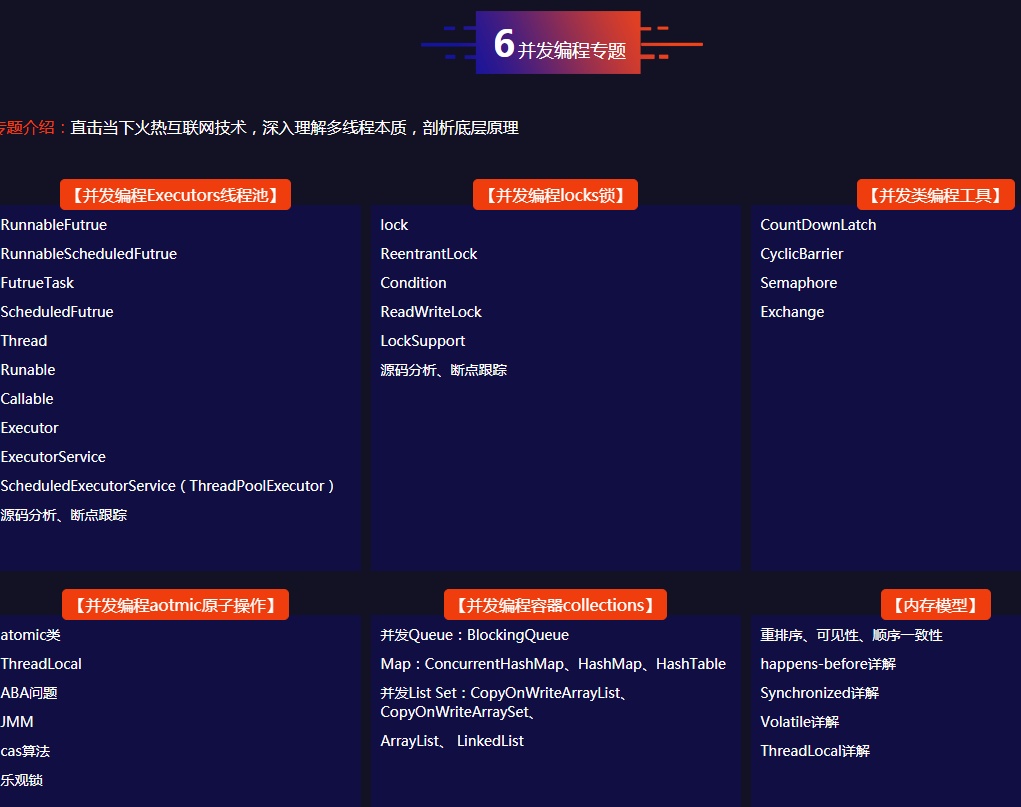 6 并发编程专题
专题介绍：直击当下火热互联网技术，深入理解多线程本质，剖析底层原理
【并发编程Executors线程池】
RunnableFutrue
RunnableScheduledFutrue
FutrueTask
ScheduledFutrue
Thread
Runable
Callable
Executor
ExecutorService
ScheduledExecutorService（ThreadPoolExecutor）
源码分析、断点跟踪
【并发编程locks锁】
lock
ReentrantLock
Condition
ReadWriteLock
LockSupport
源码分析、断点跟踪
【并发类编程工具】
CountDownLatch
CyclicBarrier
Semaphore
Exchange
【并发编程aotmic原子操作】
atomic类
ThreadLocal
ABA问题
JMM
cas算法
乐观锁
【并发编程容器collections】
并发Queue：BlockingQueue
Map：ConcurrentHashMap、HashMap、HashTable
并发List Set：CopyOnWriteArrayList、
CopyOnWriteArraySet、
ArrayList、 LinkedList
【内存模型】
重排序、可见性、顺序一致性
happens-before详解
Synchronized详解
Volatile详解
ThreadLocal详解